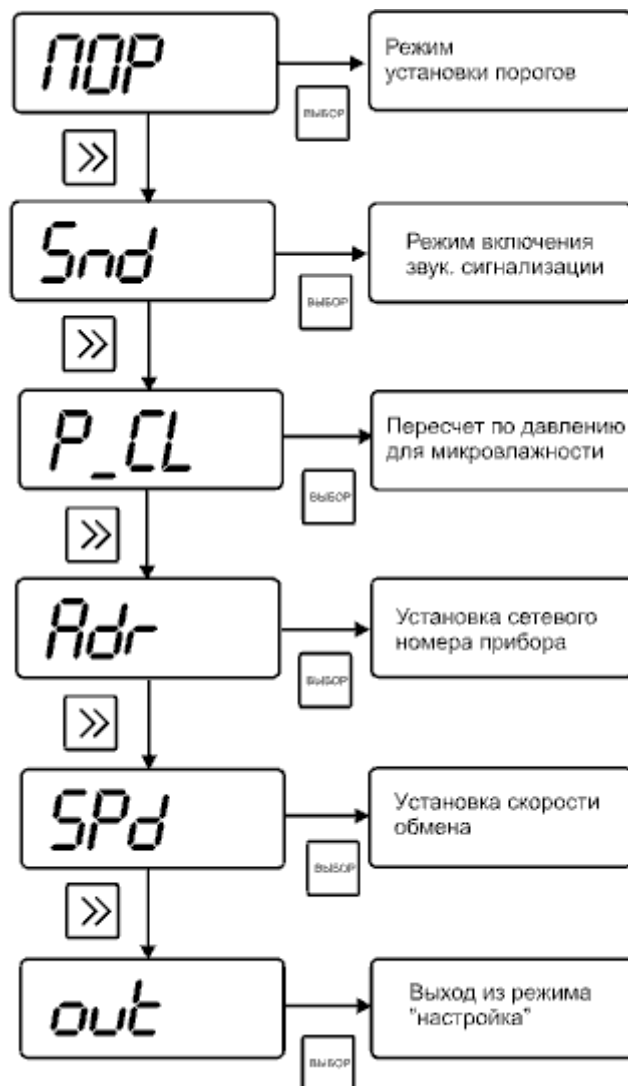 ПОР
Режим
установки порогов
ВЫБОР
>>
Snd
Режим включения
звук. сигнализации
ВЫБОР
>>
P_CL
Пересчет по давлению
для микровлажности
ВЫБОР
>>
Adr
Установка сетевого
номера прибора
ВЫБОР
>>
SPd
Установка скорости
обмена
ВЫБОР
>>
out
Выход из режима
"настройка"
ВЫБОР